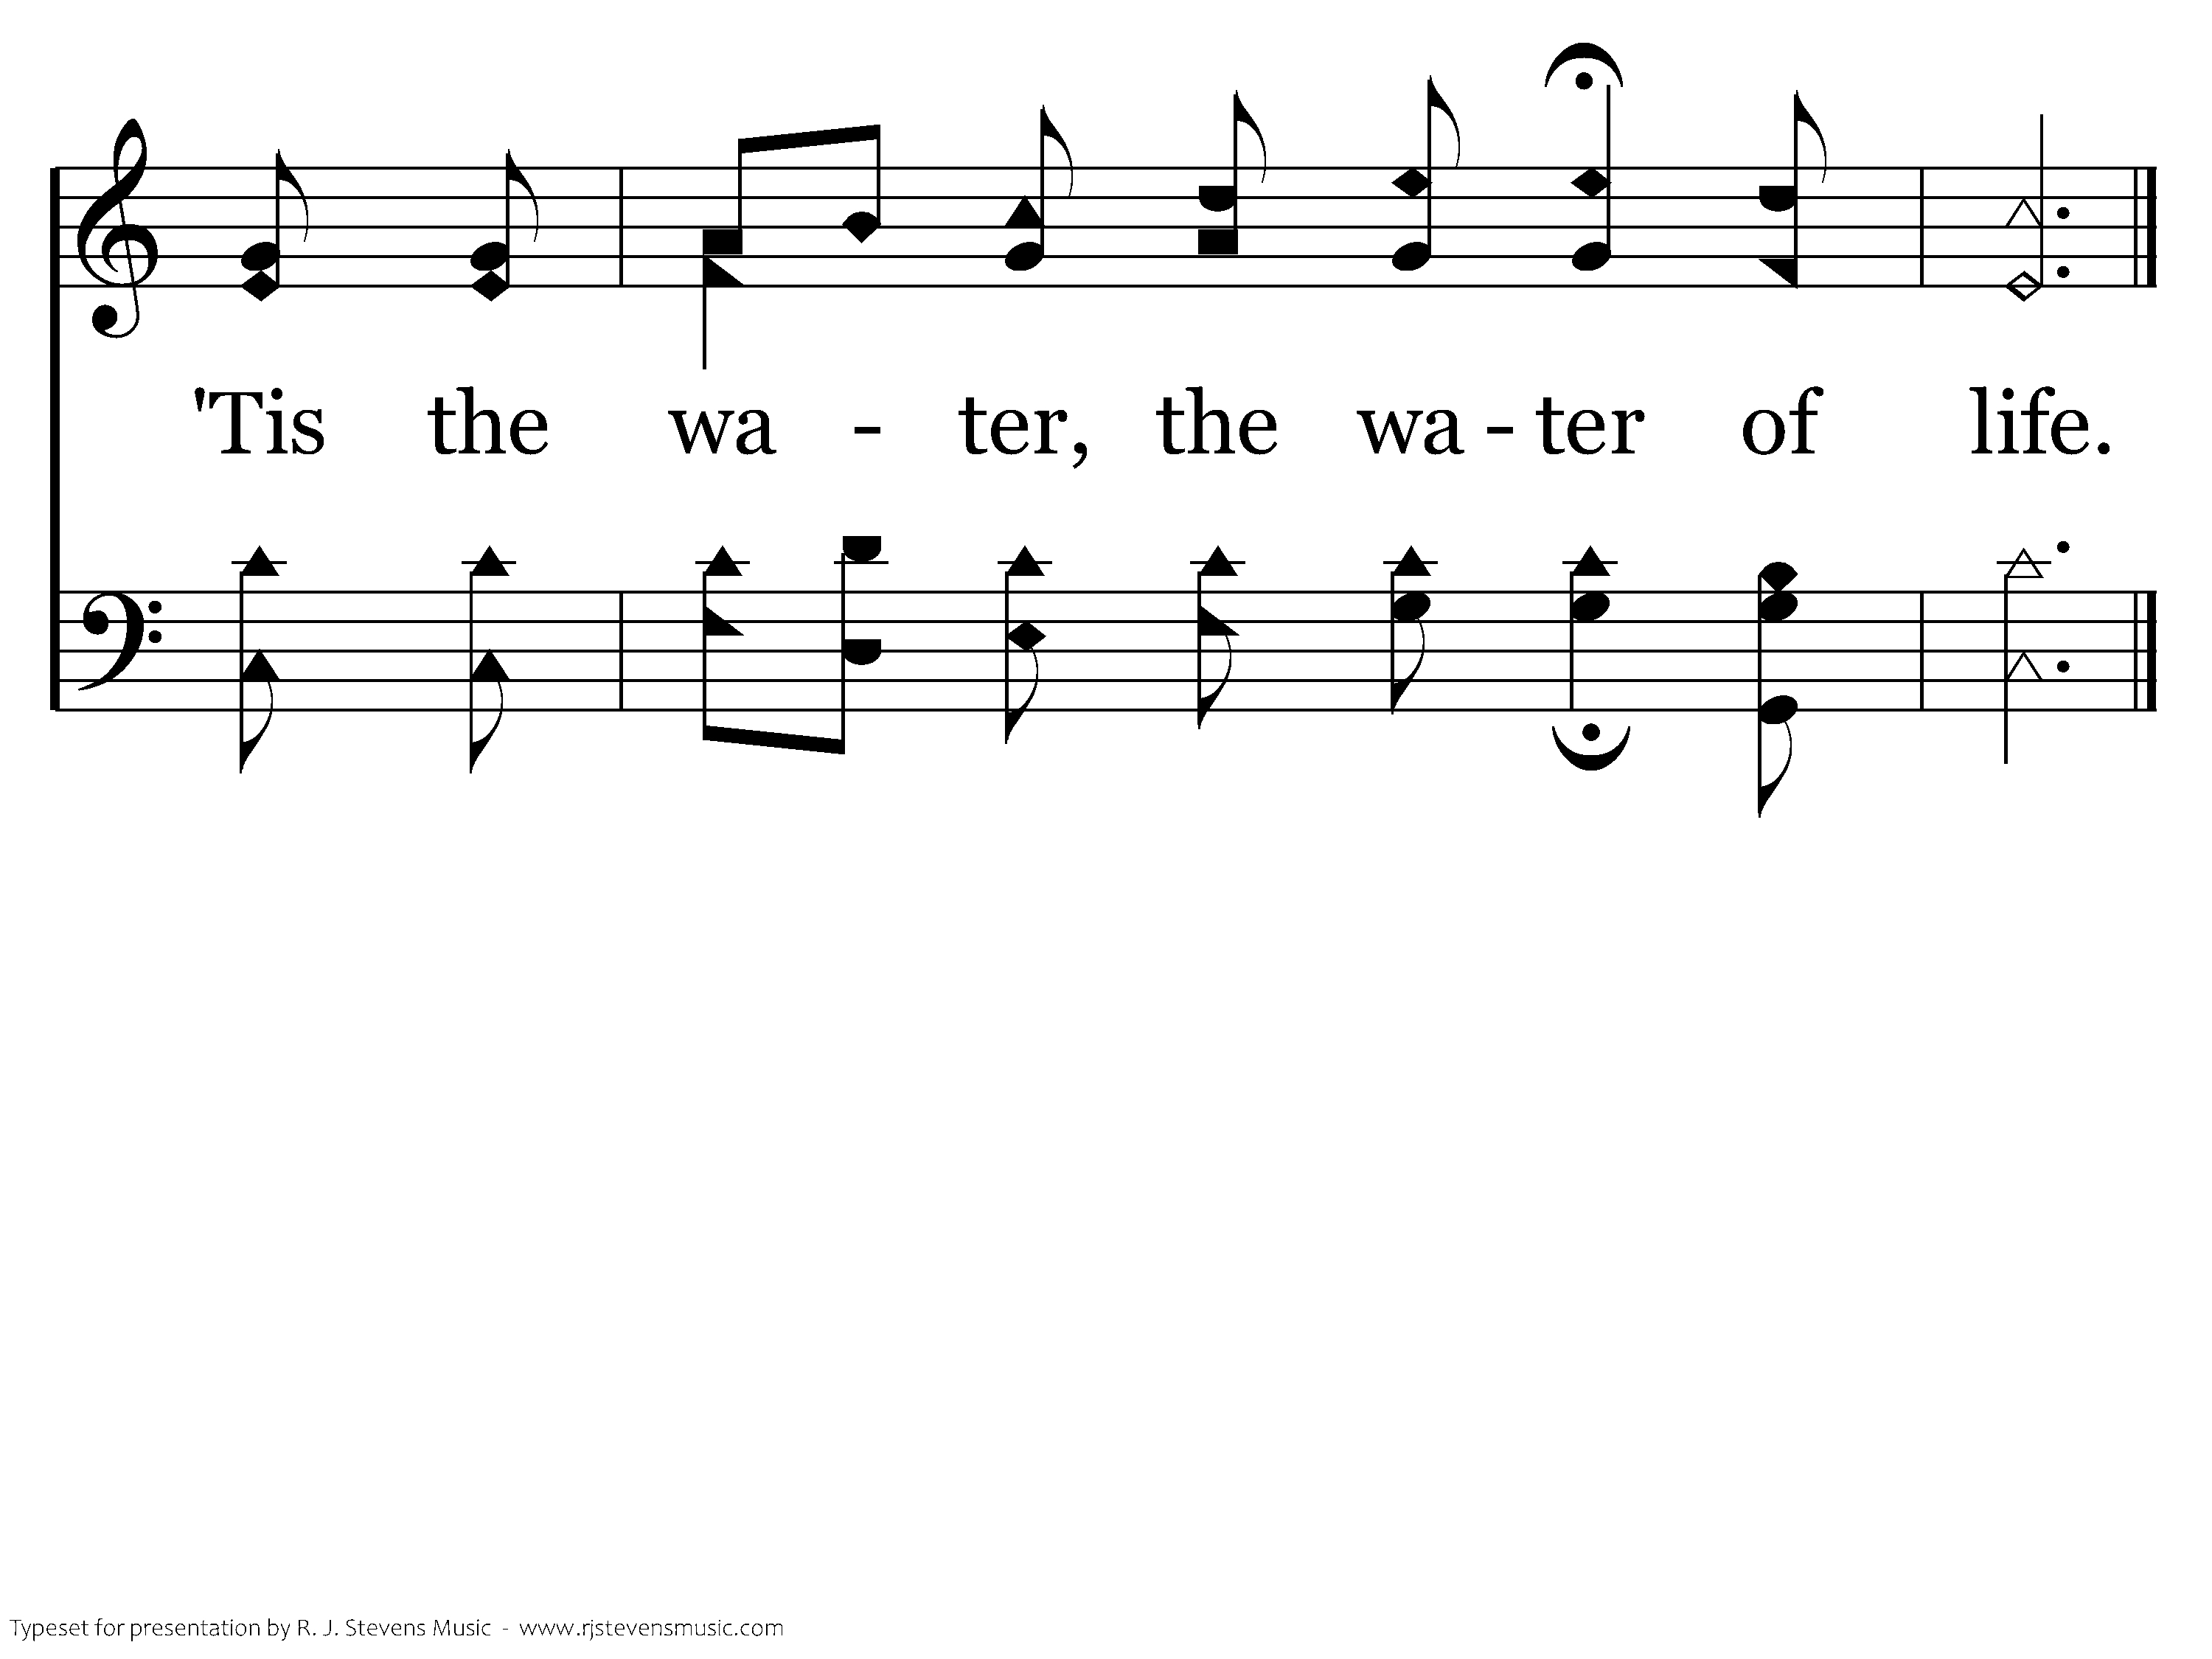 'Tis the wa - ter, the wa - ter of life.
Typeset for presentation by R. J. Stevens Music - www.rjstevensmusic.com